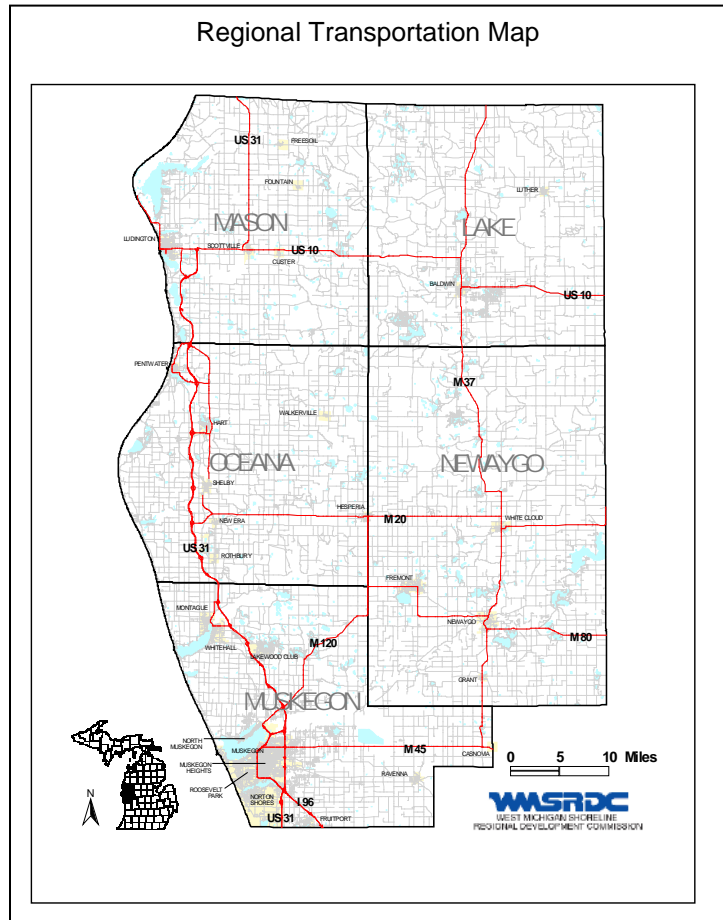 Regional Transportation Map
US 31
FREESOIL
FOUNTAIN
LUTHER
MASON
LAKE
LUDINGTON
SCOTTVILLE
US 10
CUSTER
BALDWIN
US 10
PENTWATER
M 37
WALKERVILLE
HART
OCEANA
NEWAYGO
SHELBY
HESPERIA
NEW ERA
M 20
WHITE CLOUD
US 31
ROTHBURY
FREMONT
MONTAGUE
NEWAYGO
WHITEHALL
M 120
M 80
LAKEWOOD CLUB
GRANT
MUSKEGON
NORTH
MUSKEGON
MUSKEGON
M 45
CASNOVIA
MUSKEGON
HEIGHTS
RAVENNA
ROOSEVELT
PARK
NORTON
SHORES
I 96
US 31
FRUITPORT
0 5 10 Miles
N
WMSRDC
WEST MICHIGAN SHORELINE
REGIONAL DEVELOPMENT COMMISSION